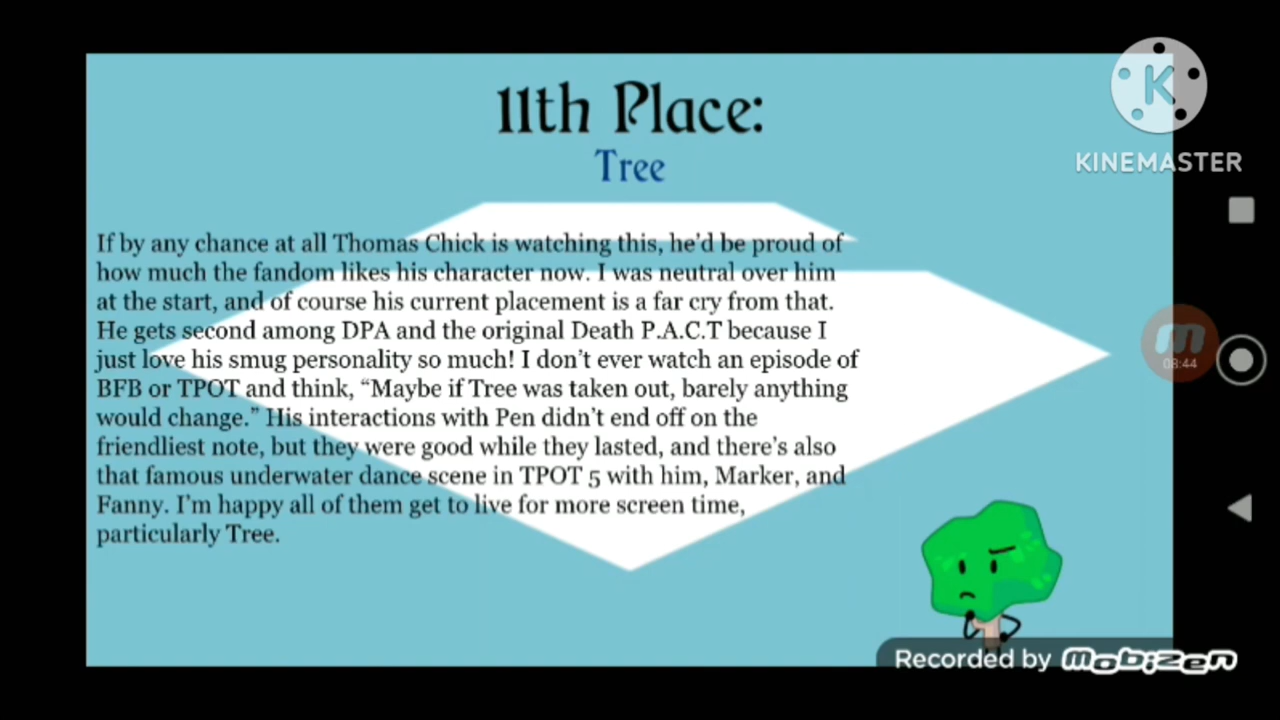 11th Place:
Tree
KINEMASTER
If by any chance at all Thomas Chick is watching this, he'd be proud of
how much the fandom likes his character now. I was neutral over him
at the start, and of course his current placement is a far cry from that.
He gets second among DPA and the original Death P.A.C.T because I
just love his smug personality so much! I don't ever watch an episode of
BFB or TPOT and think, “Maybe if Tree was taken out, barely anything
would change.” His interactions with Pen didn't end off on the
friendliest note, but they were good while they lasted, and there's also
that famous underwater dance scene in TPOT 5 with him, Marker, and
Fanny. I'm happy all of them get to live for more screen time,
particularly Tree.
08:44
Recorded by Mobizen